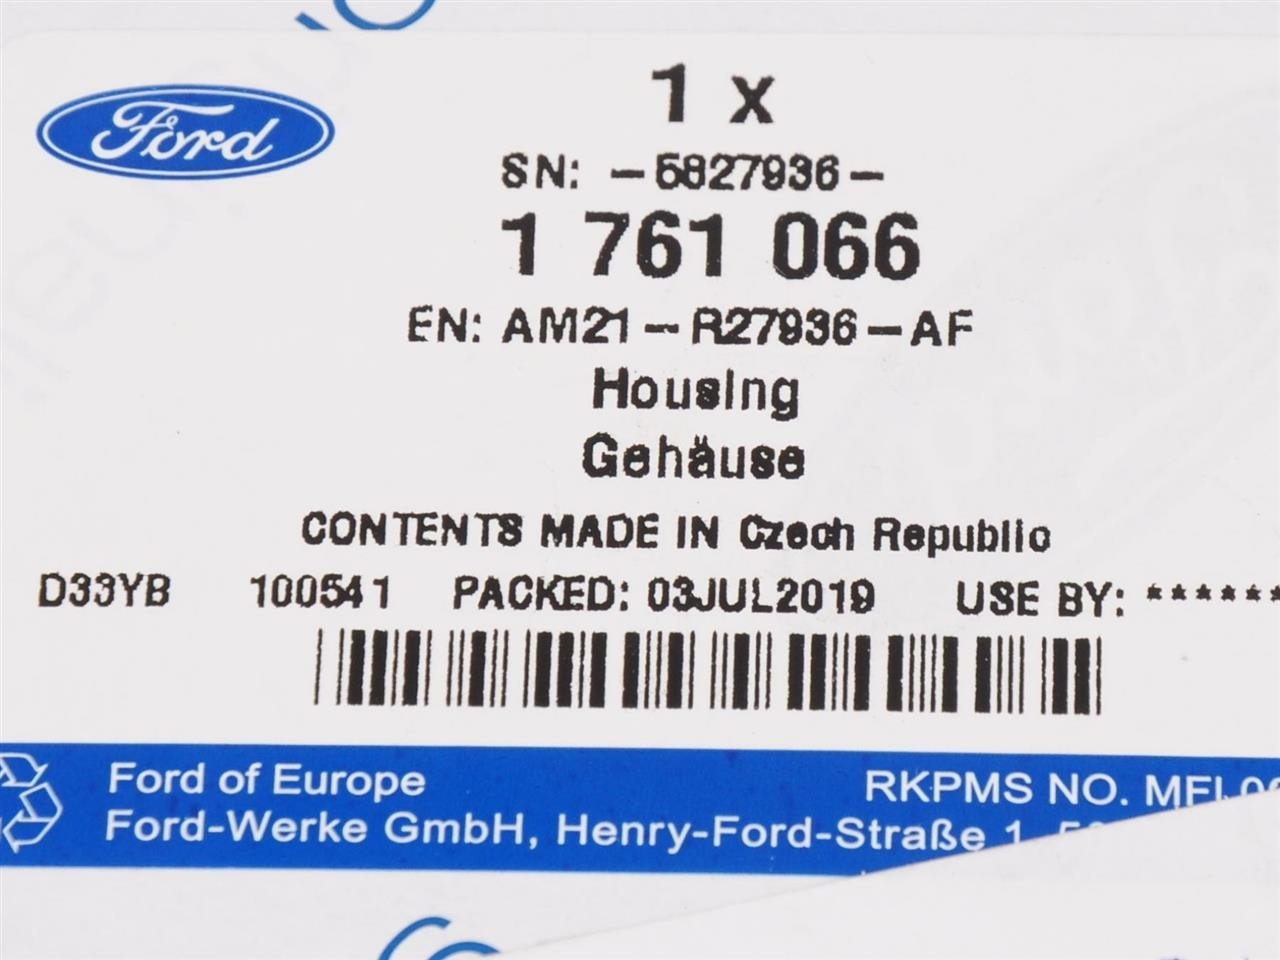 Ford
1 x
SN: -5827936-
1 761 066
EN: AM21-R27936-AF
Housing
Gehäuse
CONTENTS MADE IN Czech Republic
D33YB 100541 PACKED: 03JUL2019 USE BY: ******
Ford of Europe
RKPMS NO.
Ford-Werke GmbH, Henry-Ford-Straße 1,